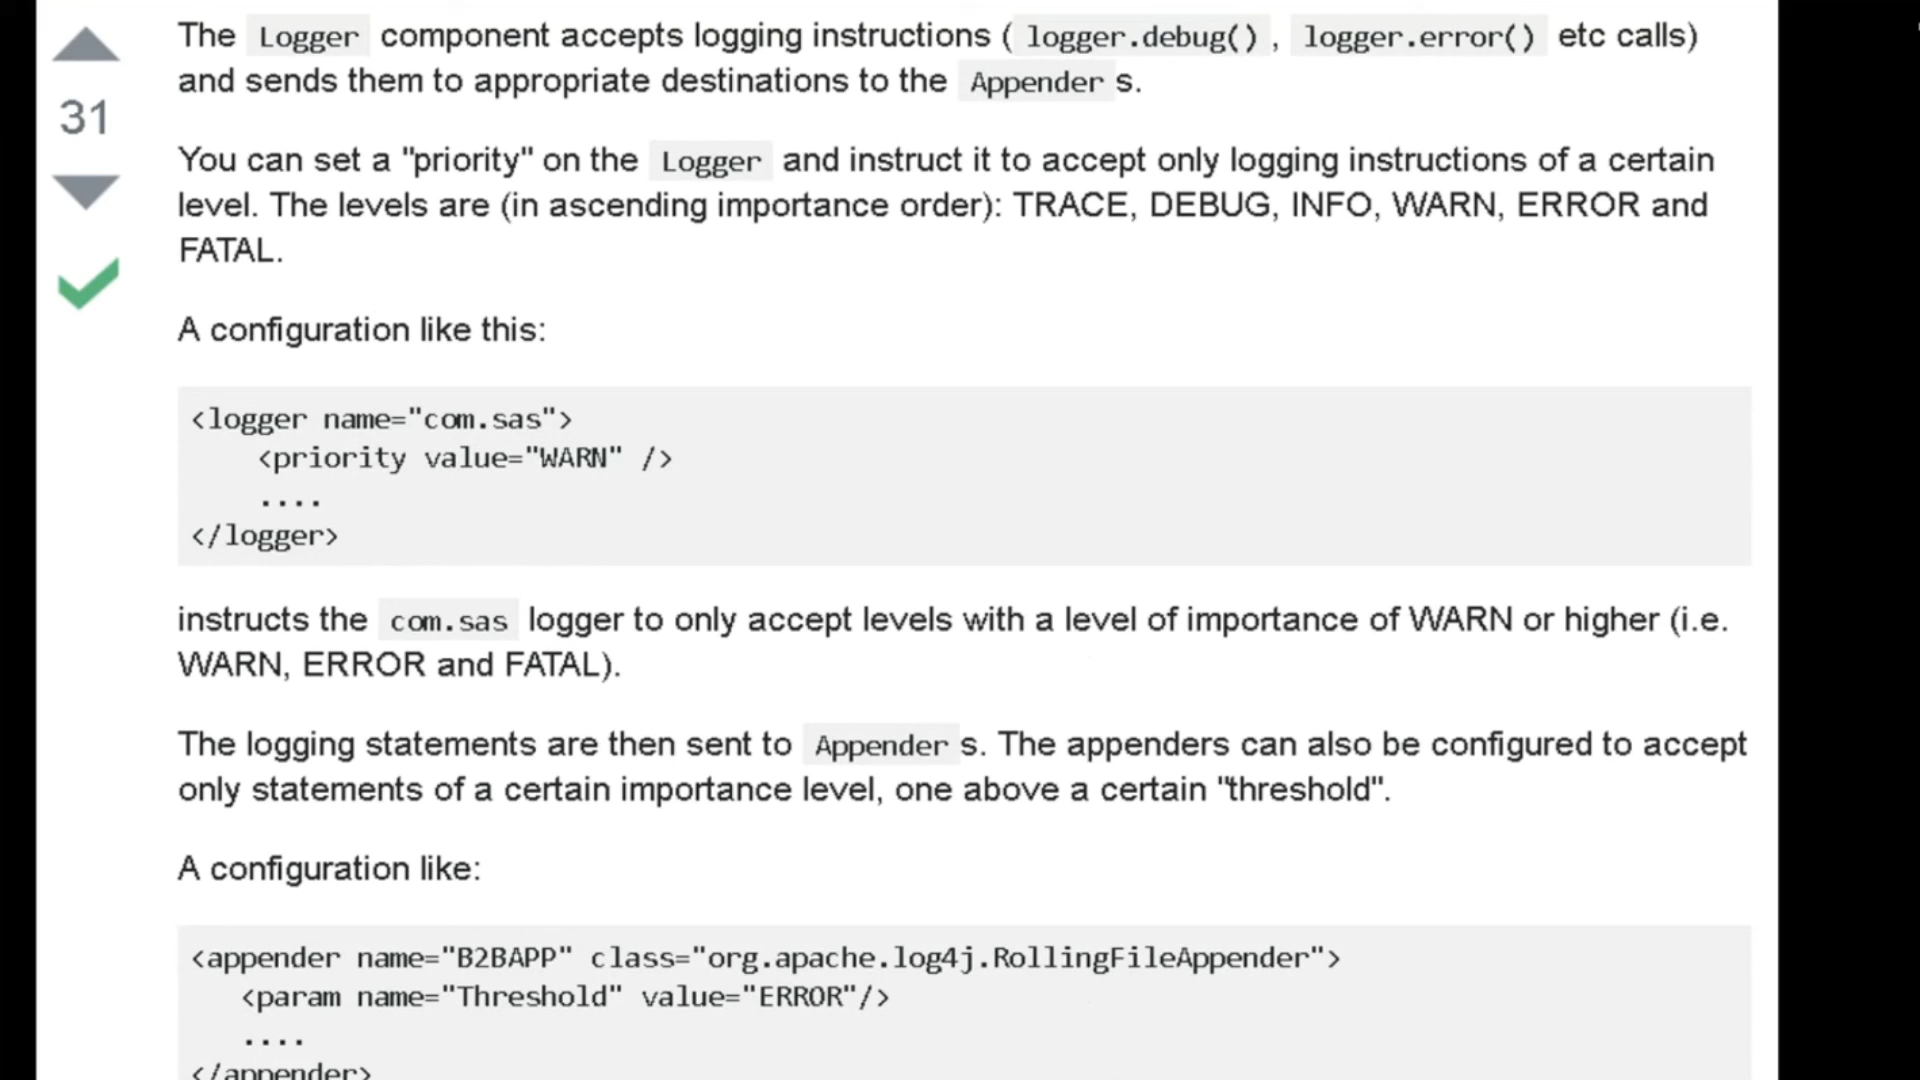 The Logger component accepts logging instructions ( logger.debug() , logger.error() etc calls)
and sends them to appropriate destinations to the Appender s.
31
You can set a "priority" on the Logger and instruct it to accept only logging instructions of a certain
level. The levels are (in ascending importance order): TRACE, DEBUG, INFO, WARN, ERROR and
FATAL.
A configuration like this:
<logger name="com.sas">
    <priority value="WARN" />
    ....
</logger>
instructs the com.sas logger to only accept levels with a level of importance of WARN or higher (i.e.
WARN, ERROR and FATAL).
The logging statements are then sent to Appender s. The appenders can also be configured to accept
only statements of a certain importance level, one above a certain "threshold".
A configuration like:
<appender name="B2BAPP" class="org.apache.log4j.RollingFileAppender">
   <param name="Threshold" value="ERROR"/>
   ....
</appender>